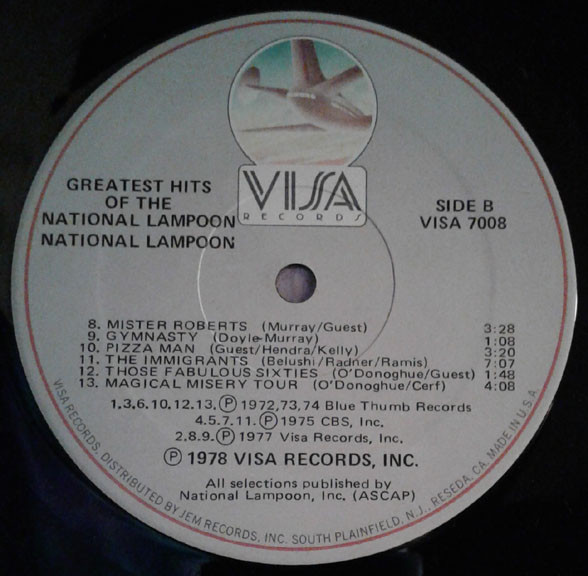 VISA
RECORDS
GREATEST HITS
OF THE
NATIONAL LAMPOON
NATIONAL LAMPOON
SIDE B
VISA 7008
8. MISTER ROBERTS (Murray/Guest) 3:28
9. GYMNASTY (Doyle-Murray) 1:08
10. PIZZA MAN (Guest/Hendra/Kelly) 3:20
11. THE IMMIGRANTS (Belushi/Radner/Ramis) 7:07
12. THOSE FABULOUS SIXTIES (O'Donoghue/Guest) 1:48
13. MAGICAL MISERY TOUR (O'Donoghue/Cerf) 4:08
1,3,6,10,12,13, Ⓟ 1972,73,74 Blue Thumb Records
4.5.7.11. Ⓟ 1975 CBS, Inc.
2.8.9. Ⓟ 1977 Visa Records, Inc.
Ⓟ 1978 VISA RECORDS, INC.
All selections published by
National Lampoon, Inc. (ASCAP)
VISA RECORDS, DISTRIBUTED BY JEM RECORDS, INC. SOUTH PLAINFIELD, N.J., RESEDA, CA. MADE IN U.S.A.